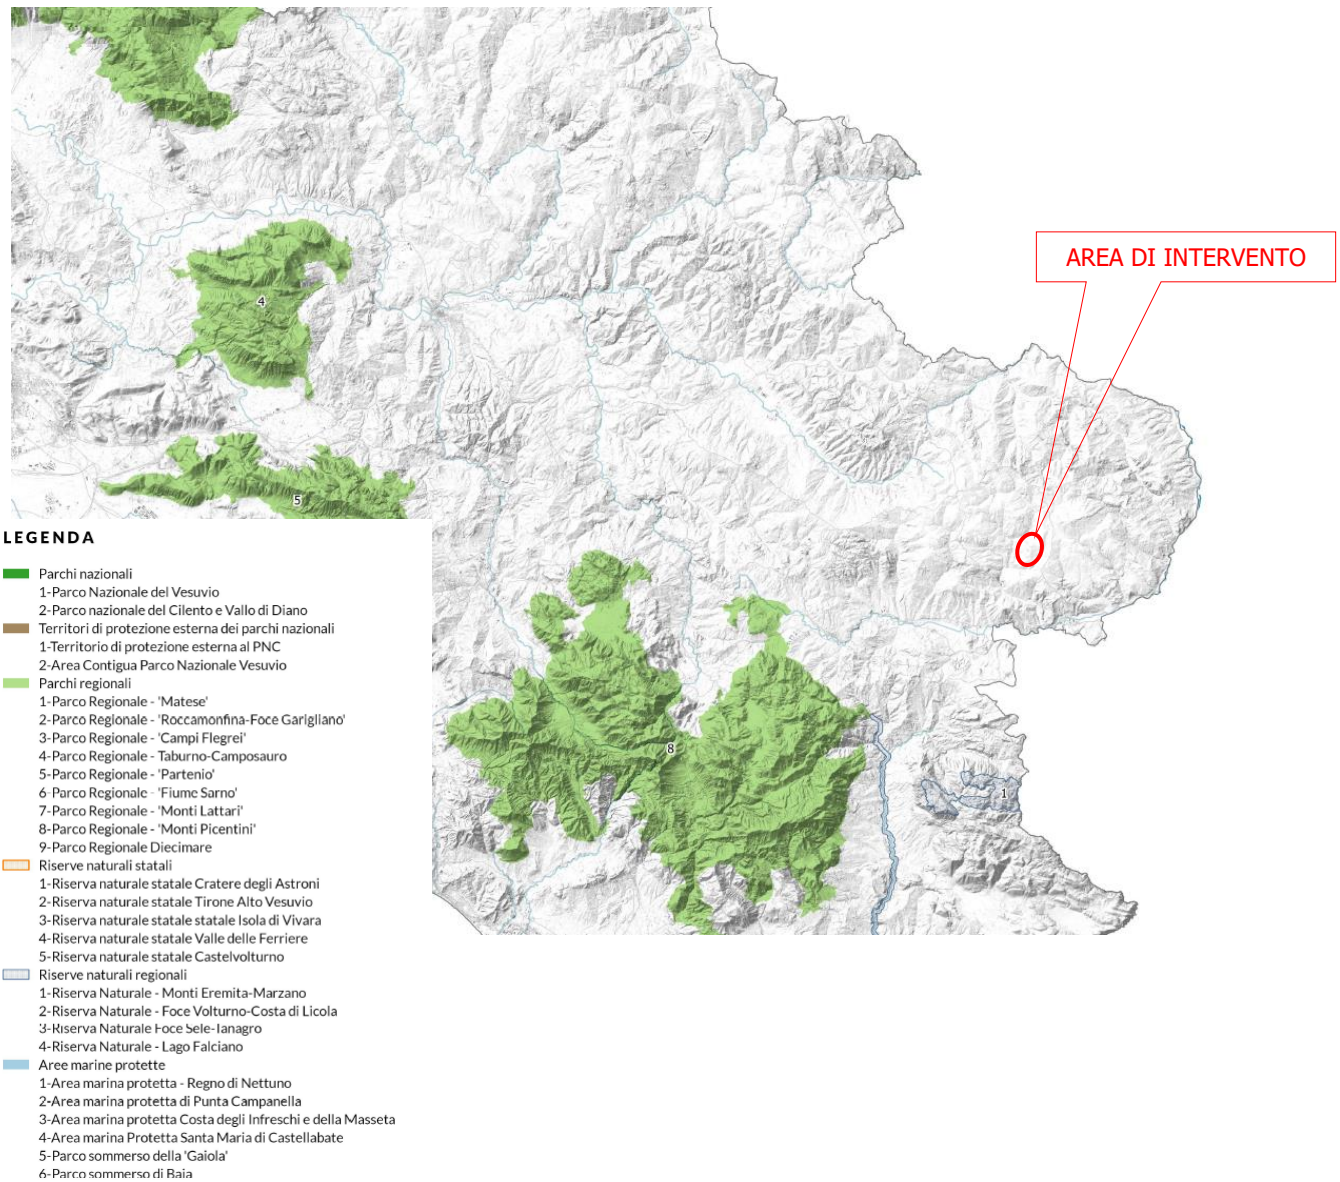 AREA DI INTERVENTO
4
5
8
1
LEGENDA
Parchi nazionali
1-Parco Nazionale del Vesuvio
2-Parco nazionale del Cilento e Vallo di Diano
Territori di protezione esterna dei parchi nazionali
1-Territorio di protezione esterna al PNC
2-Area Contigua Parco Nazionale Vesuvio
Parchi regionali
1-Parco Regionale - 'Matese'
2-Parco Regionale - 'Roccamonfina-Foce Garigliano'
3-Parco Regionale - 'Campi Flegrei'
4-Parco Regionale - Taburno-Camposauro
5-Parco Regionale - 'Partenio'
6-Parco Regionale - 'Fiume Sarno'
7-Parco Regionale - 'Monti Lattari'
8-Parco Regionale - 'Monti Picentini'
9-Parco Regionale Diecimare
Riserve naturali statali
1-Riserva naturale statale Cratere degli Astroni
2-Riserva naturale statale Tirone Alto Vesuvio
3-Riserva naturale statale statale Isola di Vivara
4-Riserva naturale statale Valle delle Ferriere
5-Riserva naturale statale Castelvolturno
Riserve naturali regionali
1-Riserva Naturale - Monti Eremita-Marzano
2-Riserva Naturale - Foce Volturno-Costa di Licola
3-Riserva Naturale Foce Sele-Tanagro
4-Riserva Naturale - Lago Falciano
Aree marine protette
1-Area marina protetta - Regno di Nettuno
2-Area marina protetta di Punta Campanella
3-Area marina protetta Costa degli Infreschi e della Masseta
4-Area marina Protetta Santa Maria di Castellabate
5-Parco sommerso della 'Gaiola'
6-Parco sommerso di Baia